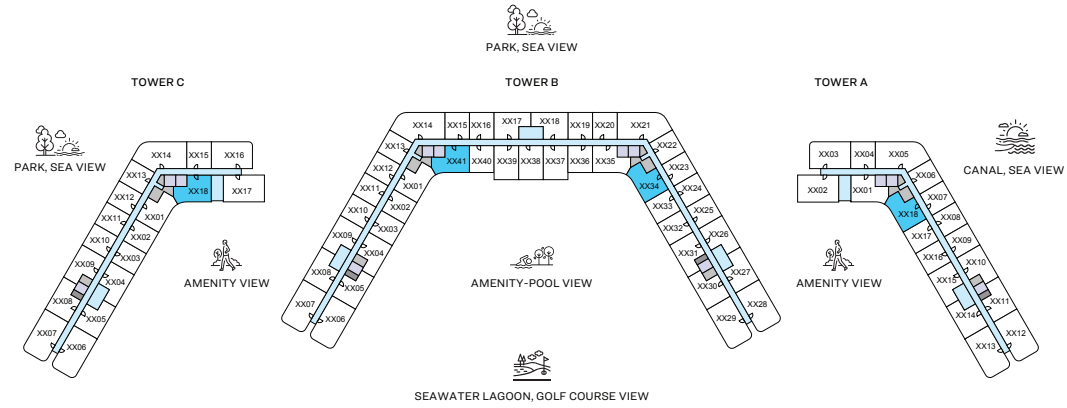 PARK, SEA VIEW
TOWER C
TOWER B
TOWER A
PARK, SEA VIEW
CANAL, SEA VIEW
XX14
XX15
XX16
XX13
XX12
XX11
XX10
XX09
XX08
XX07
XX06
XX05
XX04
XX03
XX02
XX01
XX18
XX17
XX14
XX15
XX16
XX17
XX18
XX19
XX20
XX21
XX13
XX12
XX11
XX10
XX09
XX08
XX07
XX06
XX05
XX04
XX03
XX02
XX01
XX41
XX40
XX39
XX38
XX37
XX36
XX35
XX22
XX23
XX24
XX25
XX26
XX27
XX28
XX29
XX30
XX31
XX32
XX33
XX34
XX03
XX04
XX05
XX02
XX01
XX06
XX07
XX08
XX09
XX10
XX11
XX12
XX13
XX14
XX15
XX16
XX17
XX18
AMENITY VIEW
AMENITY-POOL VIEW
AMENITY VIEW
SEAWATER LAGOON, GOLF COURSE VIEW